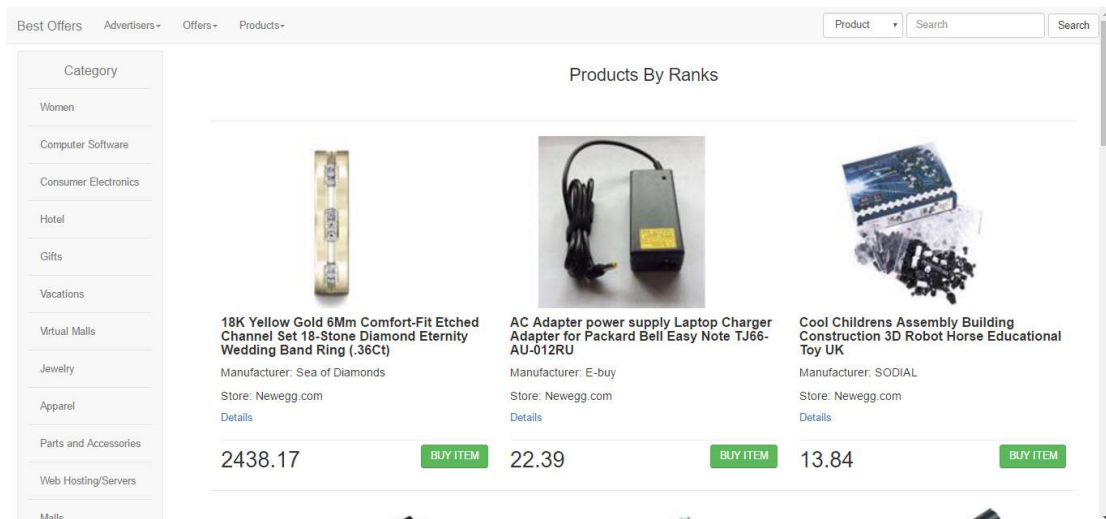 Best Offers Advertisers Offers Products Product Search Search
Category
Women
Computer Software
Consumer Electronics
Hotel
Gifts
Vacations
Virtual Malls
Jewelry
Apparel
Parts and Accessories
Web Hosting/Servers
Malls
Products By Ranks
18K Yellow Gold 6Mm Comfort-Fit Etched
Channel Set 18-Stone Diamond Eternity
Wedding Band Ring (.36Ct)
Manufacturer: Sea of Diamonds
Store: Newegg.com
Details
2438.17 BUY ITEM
AC Adapter power supply Laptop Charger
Adapter for Packard Bell Easy Note TJ66-
AU-012RU
Manufacturer: E-buy
Store: Newegg.com
Details
22.39 BUY ITEM
Cool Childrens Assembly Building
Construction 3D Robot Horse Educational
Toy UK
Manufacturer: SODIAL
Store: Newegg.com
Details
13.84 BUY ITEM